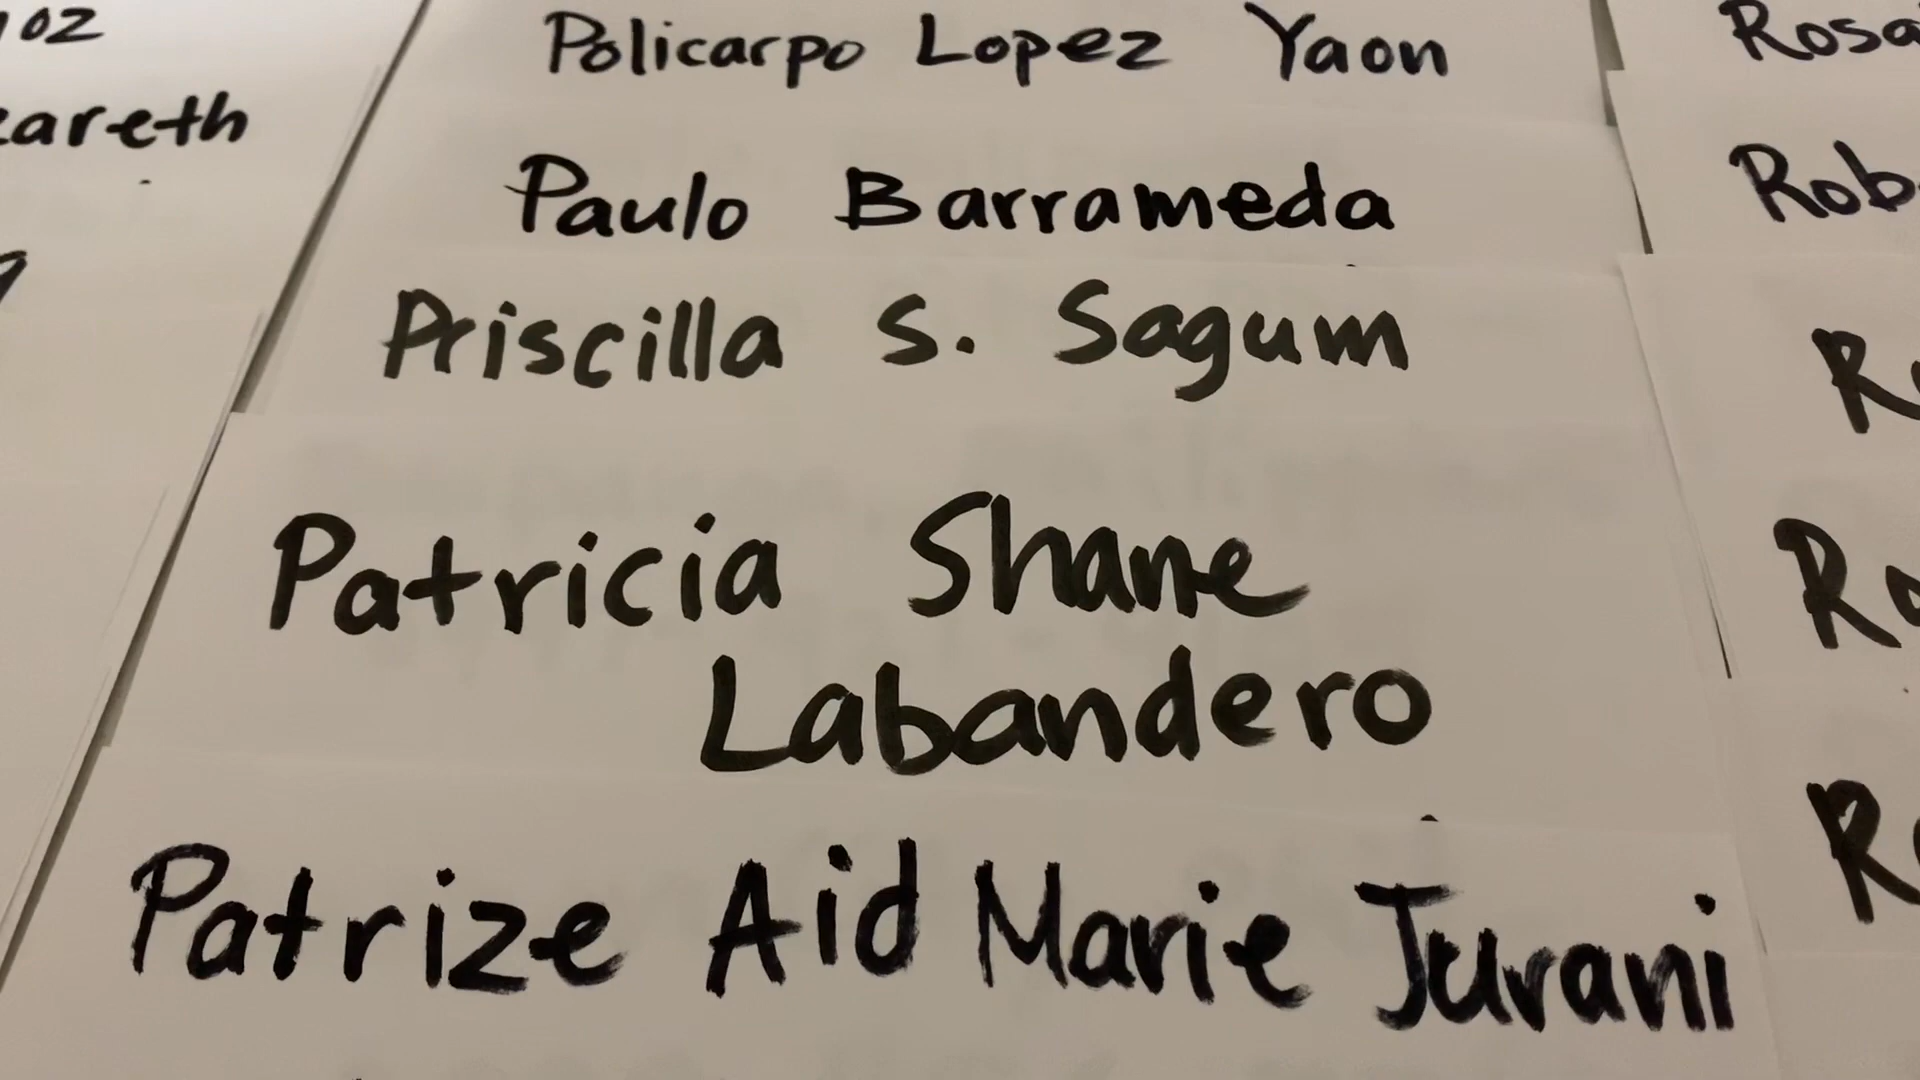 Policarpo Lopez Yaon
Paulo Barrameda
Priscilla S. Sagum
Patricia Shane
Labandero
Patrize Aid Marie Jurani